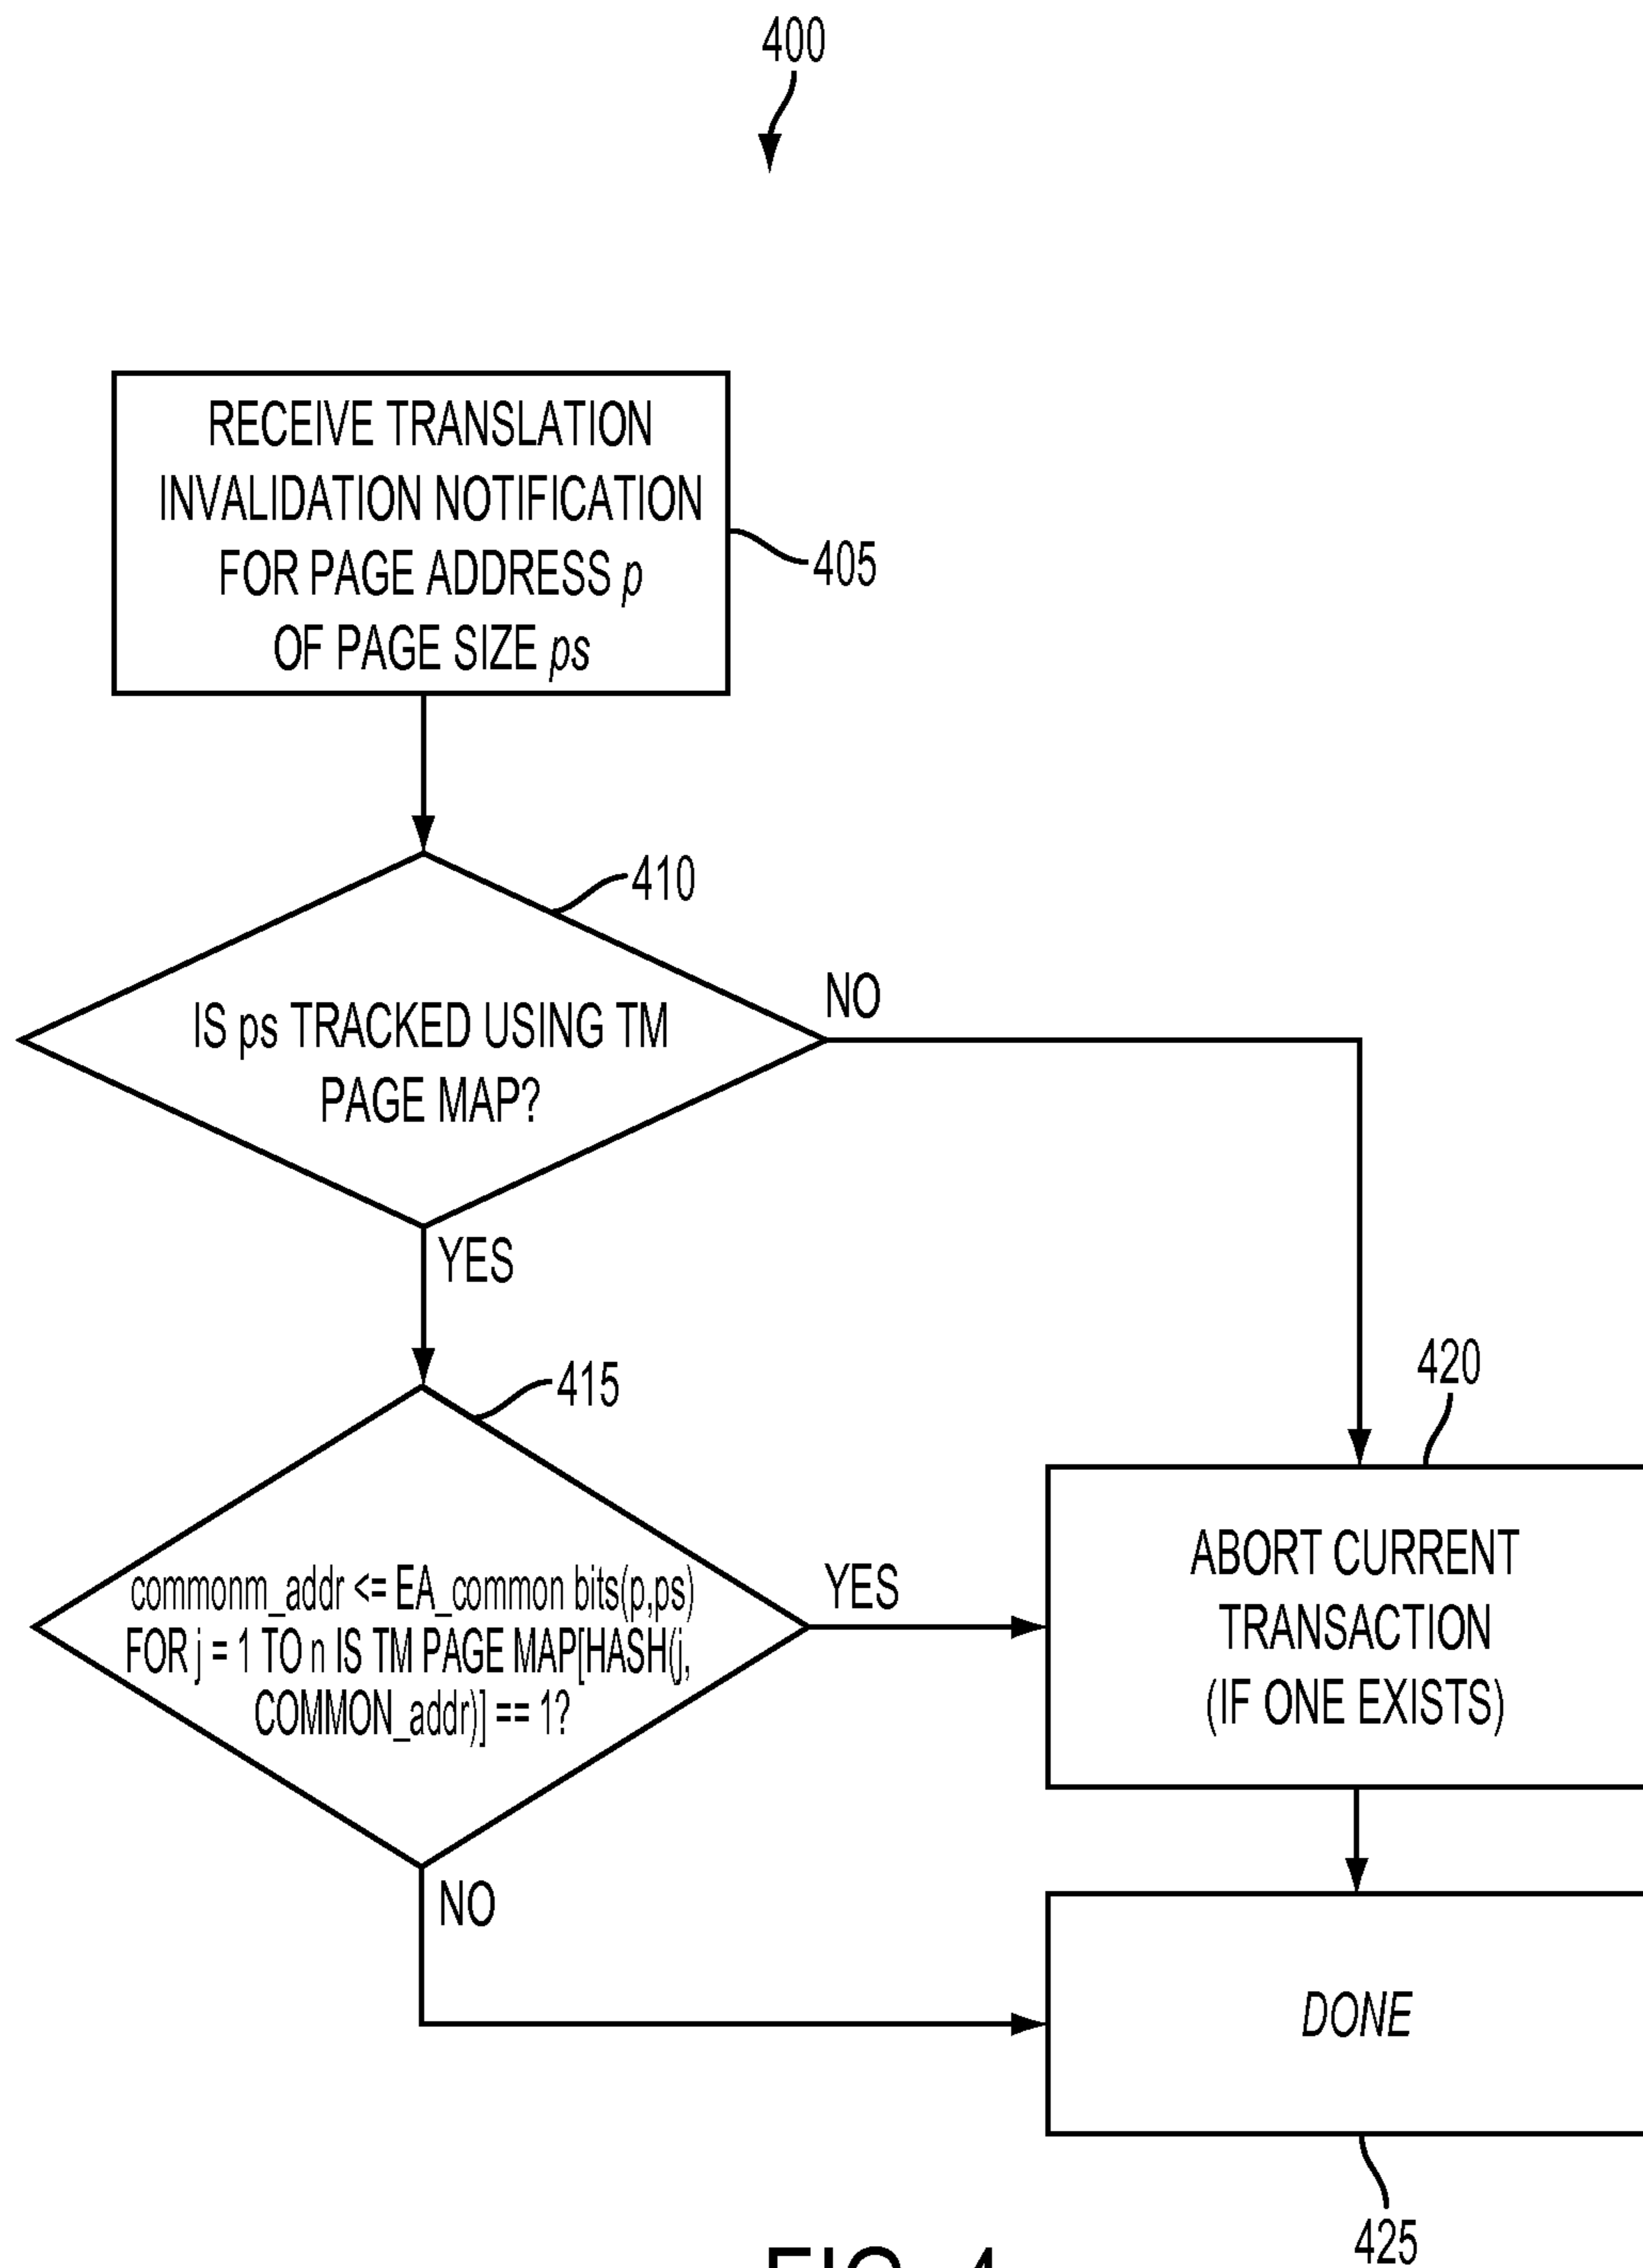 400
RECEIVE TRANSLATION
INVALIDATION NOTIFICATION
FOR PAGE ADDRESS p
OF PAGE SIZE ps
405
410
NO
IS ps TRACKED USING TM
PAGE MAP?
YES
415
420
commonm_addr <= EA_common bits(p,ps)
FOR j = 1 TO n IS TM PAGE MAP[HASH(j,
COMMON_addr)] == 1?
YES
ABORT CURRENT
TRANSACTION
(IF ONE EXISTS)
NO
DONE
425
FIG. 4